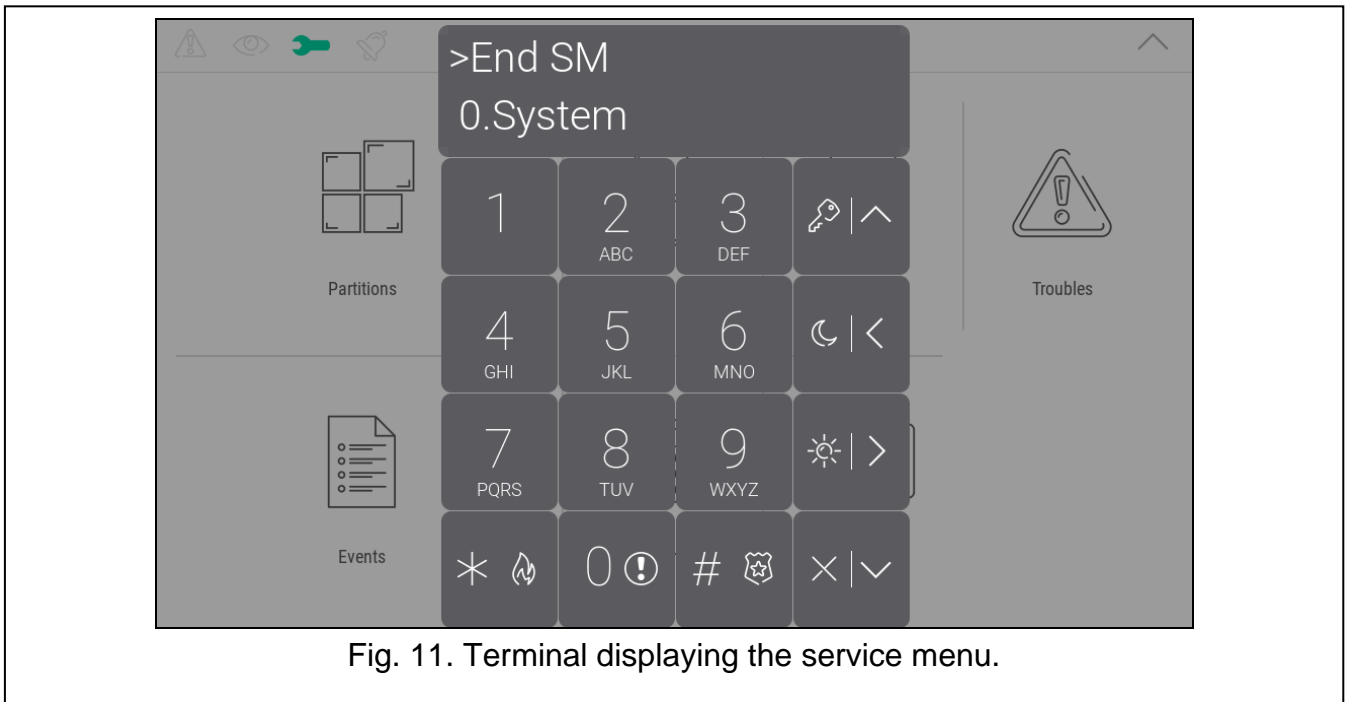 >End SM
0.System
1
2
ABC
3
DEF
Partitions
Troubles
4
GHI
5
JKL
6
MNO
7
PQRS
8
TUV
9
WXYZ
Events
*
0
#
Fig. 11. Terminal displaying the service menu.